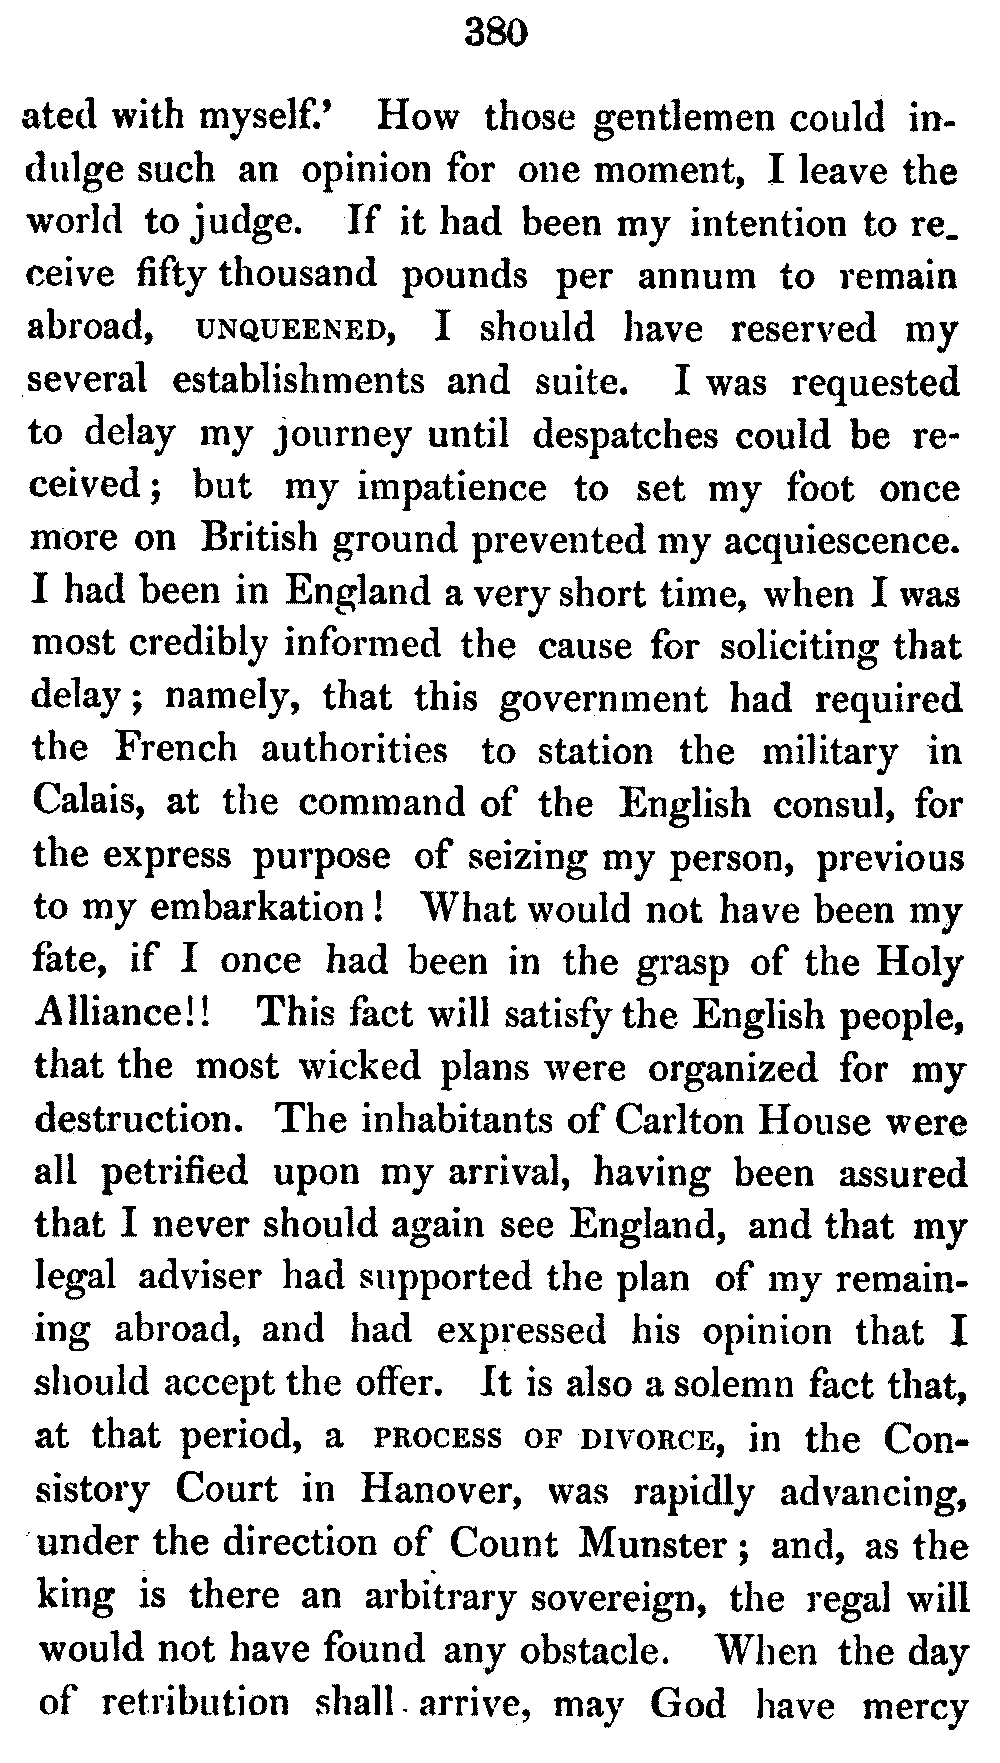 380
ated with myself.' How those gentlemen could in-
dulge such an opinion for one moment, I leave the
world to judge. If it had been my intention to re-
ceive fifty thousand pounds per annum to remain
abroad, UNQUEENED, I should have reserved my
several establishments and suite. I was requested
to delay my journey until despatches could be re-
ceived; but my impatience to set my foot once
more on British ground prevented my acquiescence.
I had been in England a very short time, when I was
most credibly informed the cause for soliciting that
delay; namely, that this government had required
the French authorities to station the military in
Calais, at the command of the English consul, for
the express purpose of seizing my person, previous
to my embarkation! What would not have been my
fate, if I once had been in the grasp of the Holy
Alliance!! This fact will satisfy the English people,
that the most wicked plans were organized for my
destruction. The inhabitants of Carlton House were
all petrified upon my arrival, having been assured
that I never should again see England, and that my
legal adviser had supported the plan of my remain-
ing abroad, and had expressed his opinion that I
should accept the offer. It is also a solemn fact that,
at that period, a PROCESS OF DIVORCE, in the Con-
sistory Court in Hanover, was rapidly advancing,
under the direction of Count Munster; and, as the
king is there an arbitrary sovereign, the regal will
would not have found any obstacle. When the day
of retribution shall arrive, may God have mercy